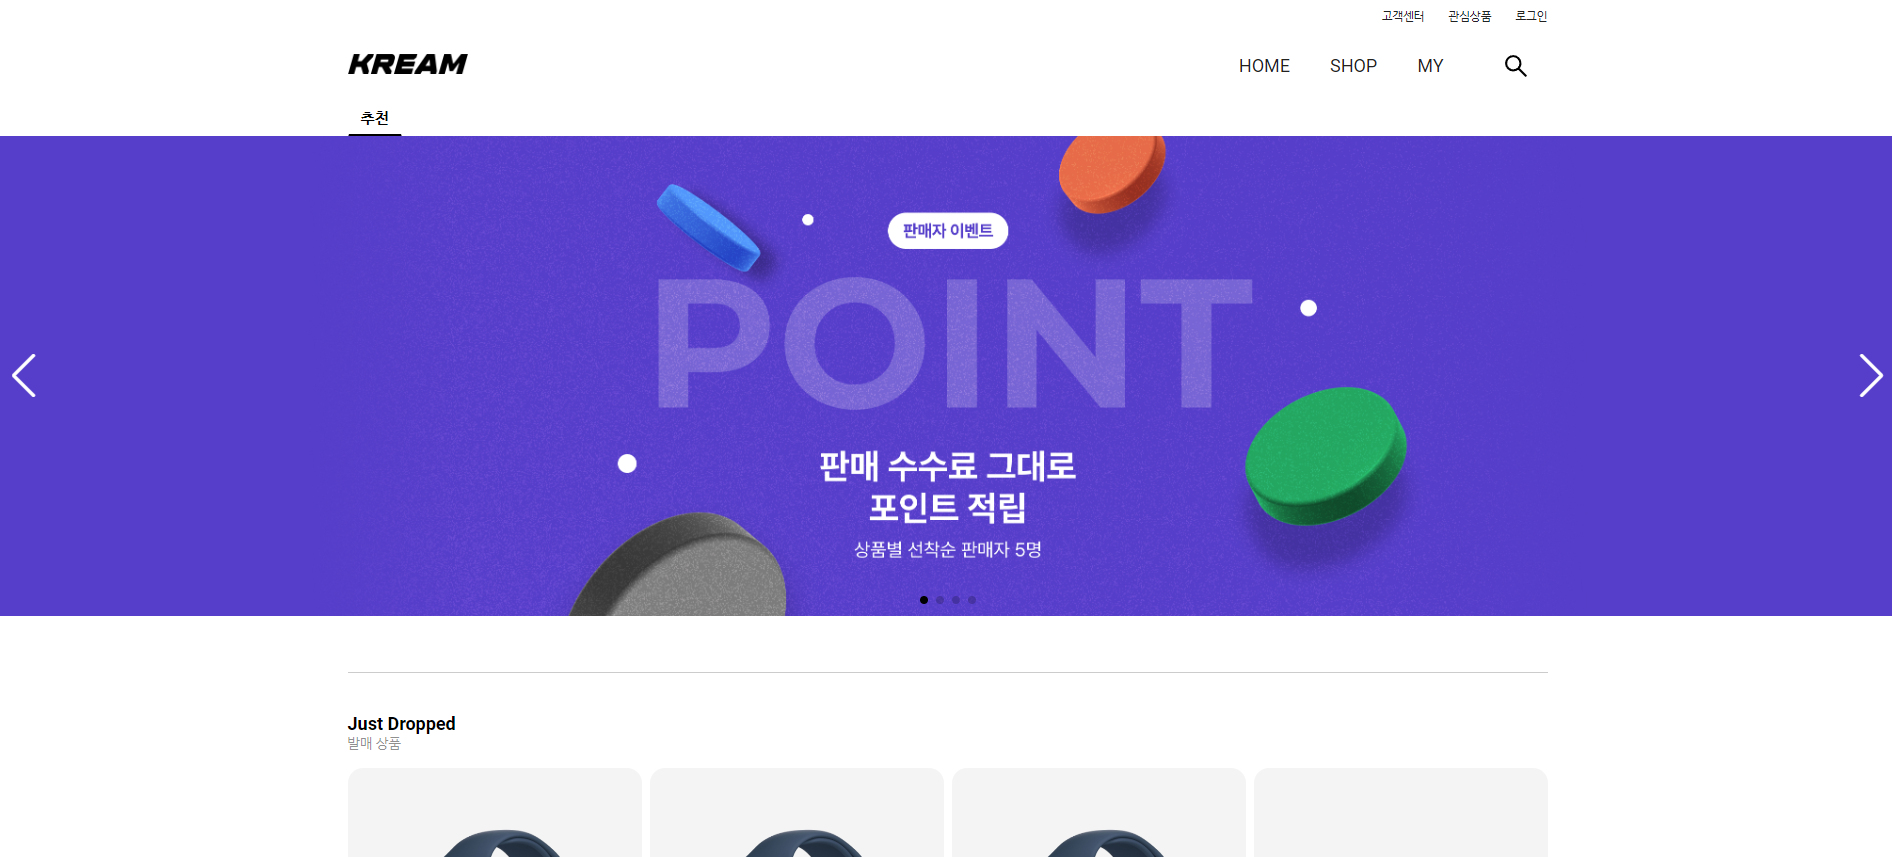 고객센터 관심상품 로그인
KREAM
HOME SHOP MY
추천
판매자 이벤트
POINT
판매 수수료 그대로
포인트 적립
상품별 선착순 판매자 5명
Just Dropped
발매 상품